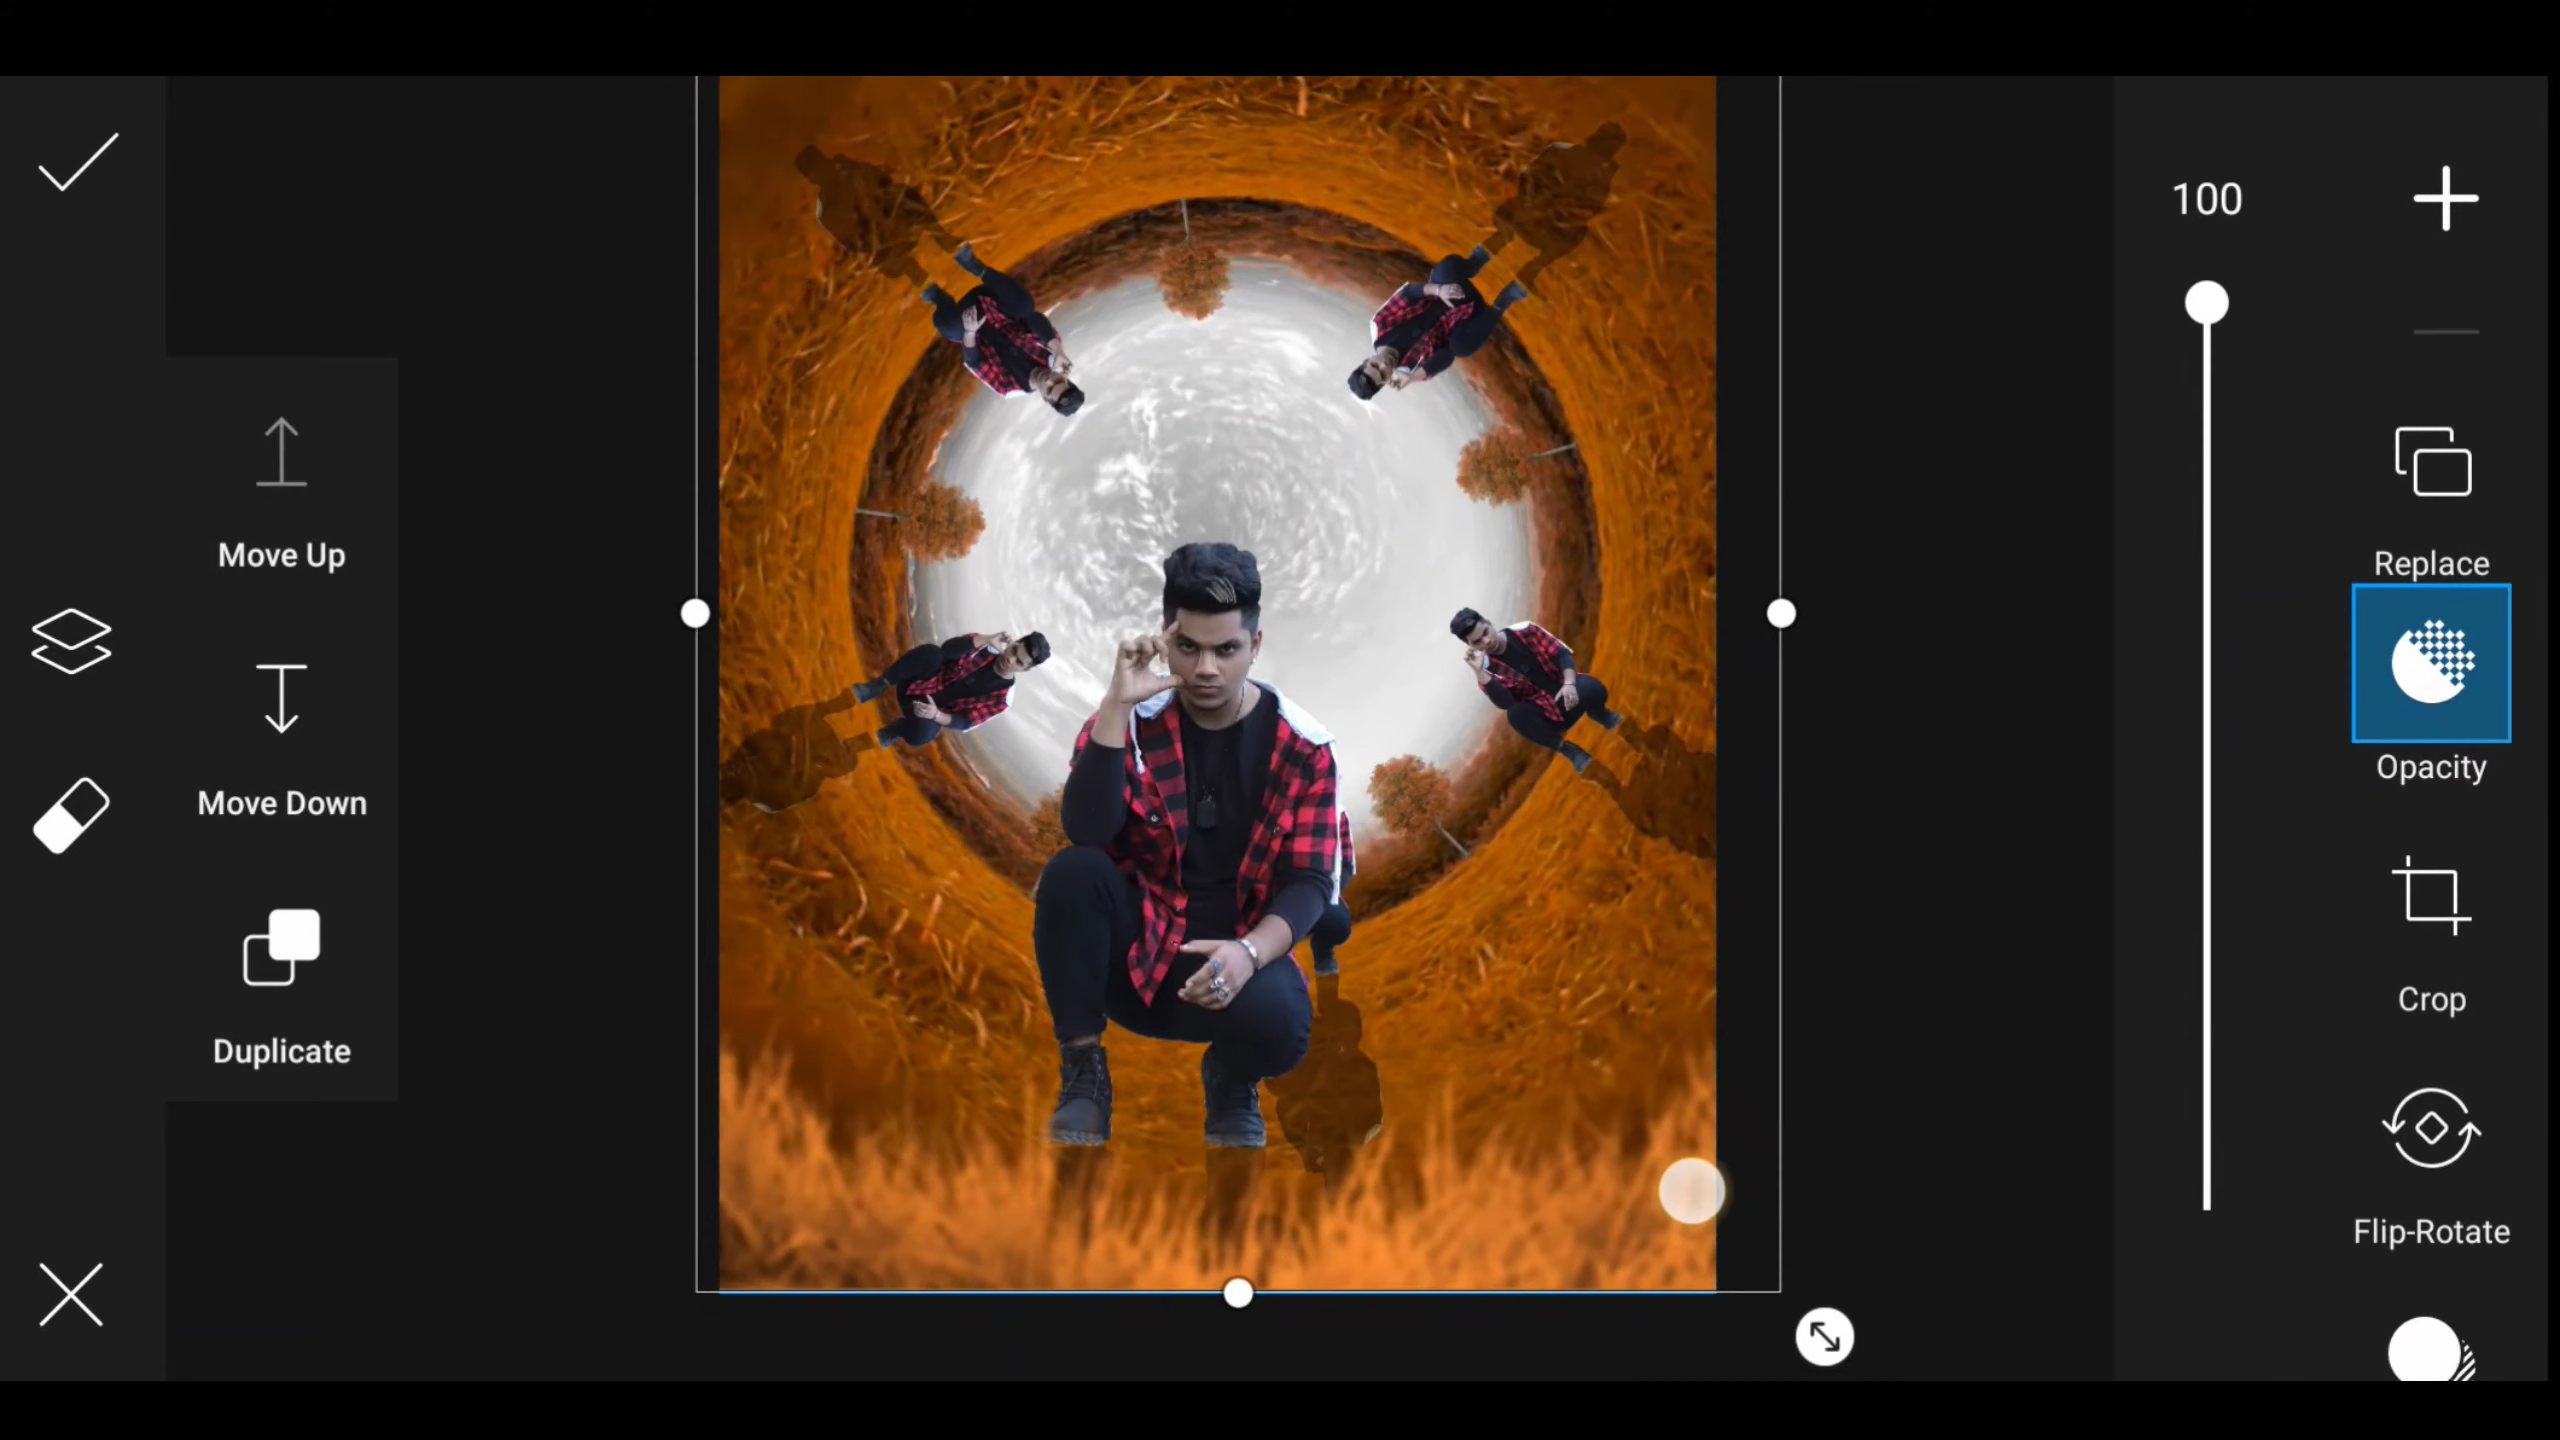 100
Move Up
Replace
Move Down
Opacity
Duplicate
Crop
Flip-Rotate